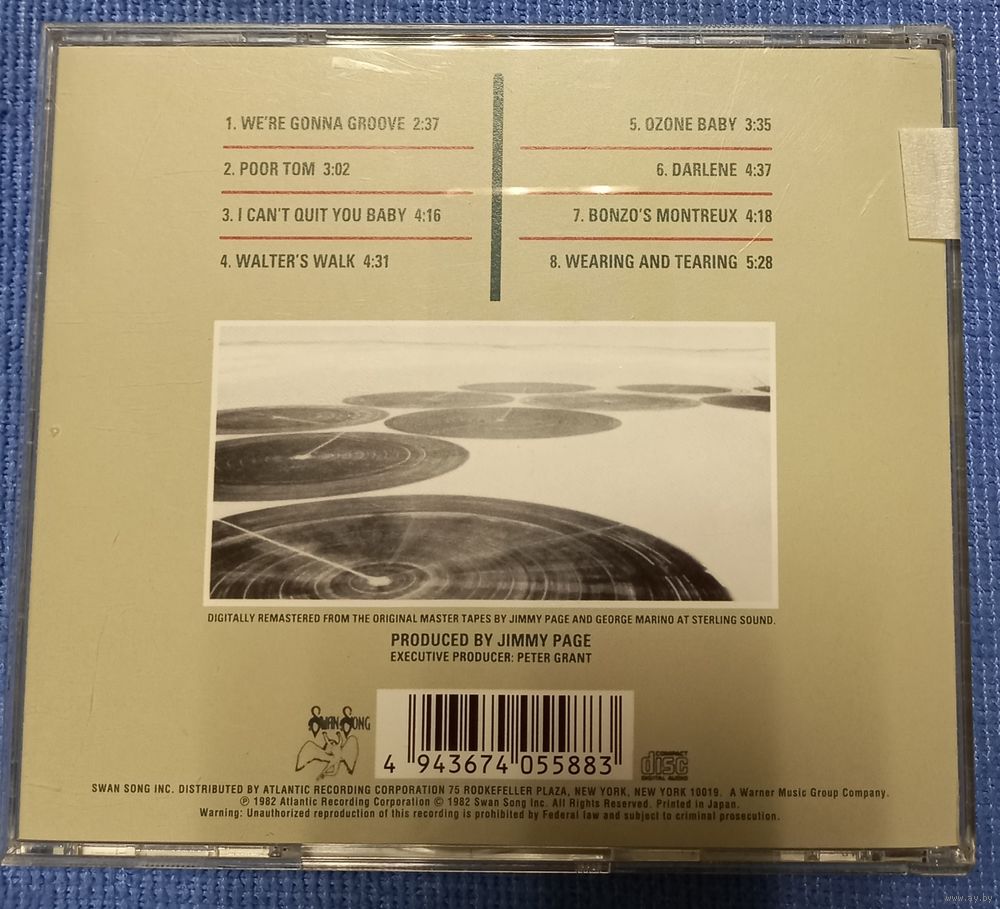 1. WE'RE GONNA GROOVE 2:37
2. POOR TOM 3:02
3. I CAN'T QUIT YOU BABY 4:16
4. WALTER'S WALK 4:31
5. OZONE BABY 3:35
6. DARLENE 4:37
7. BONZO'S MONTREUX 4:18
8. WEARING AND TEARING 5:28
DIGITALLY REMASTERED FROM THE ORIGINAL MASTER TAPES BY JIMMY PAGE AND GEORGE MARINO AT STERLING SOUND.
PRODUCED BY JIMMY PAGE
EXECUTIVE PRODUCER: PETER GRANT
SWAN SONG
4 943674 055883
COMPACT
disc
DIGITAL AUDIO
SWAN SONG INC. DISTRIBUTED BY ATLANTIC RECORDING CORPORATION 75 RODKEFELLER PLAZA, NEW YORK, NEW YORK 10019. A Warner Music Group Company.
℗ 1982 Atlantic Recording Corporation © 1982 Swan Song Inc. All Rights Reserved. Printed in Japan.
Warning: Unauthorized reproduction of this recording is prohibited by Federal law and subject to criminal prosecution.
www.ay.by